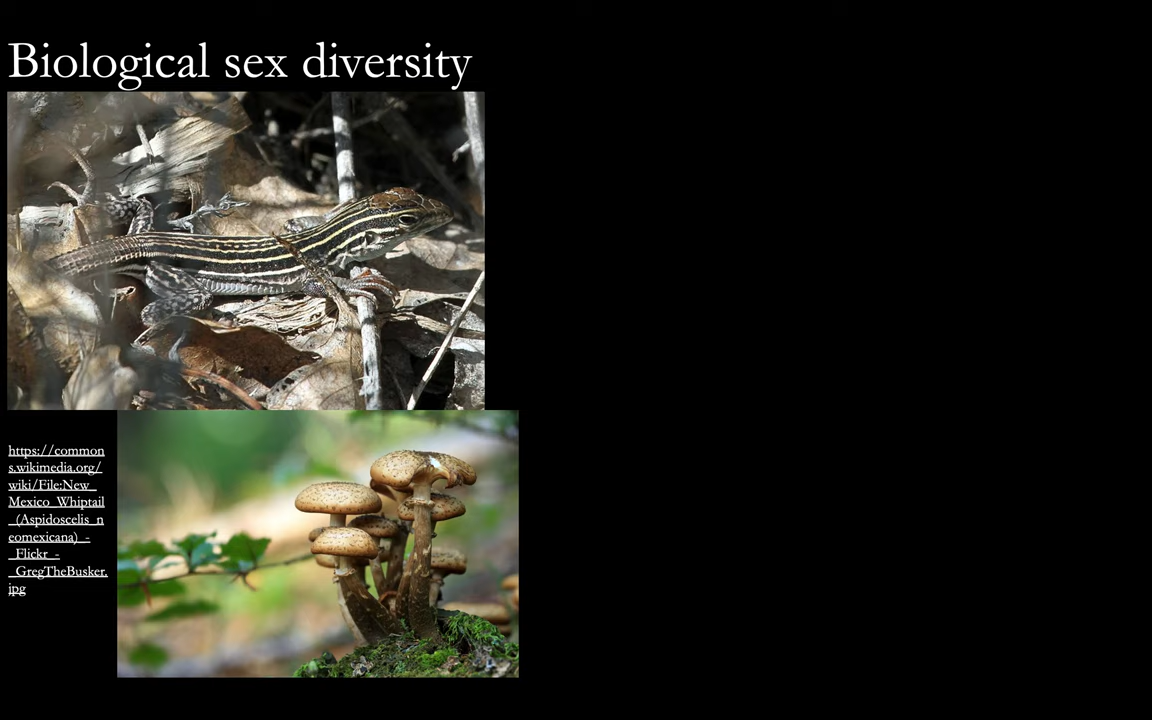 Biological sex diversity
https://common
s.wikimedia.org/
wiki/File:New_
Mexico_Whiptail
_(Aspidoscelis_n
eomexicana)_-
_Flickr_-
_GregTheBusker.
jpg